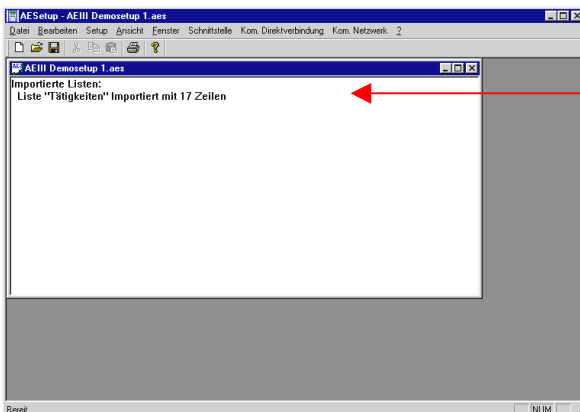 AESetup - AEIII Demosetup 1.aes
Datei Bearbeiten Setup Ansicht Fenster Schnittstelle Kom. Direktverbindung Kom. Netzwerk ?
AEIII Demosetup 1.aes
Importierte Listen:
Liste "Tätigkeiten" Importiert mit 17 Zeilen
Bereit NUM